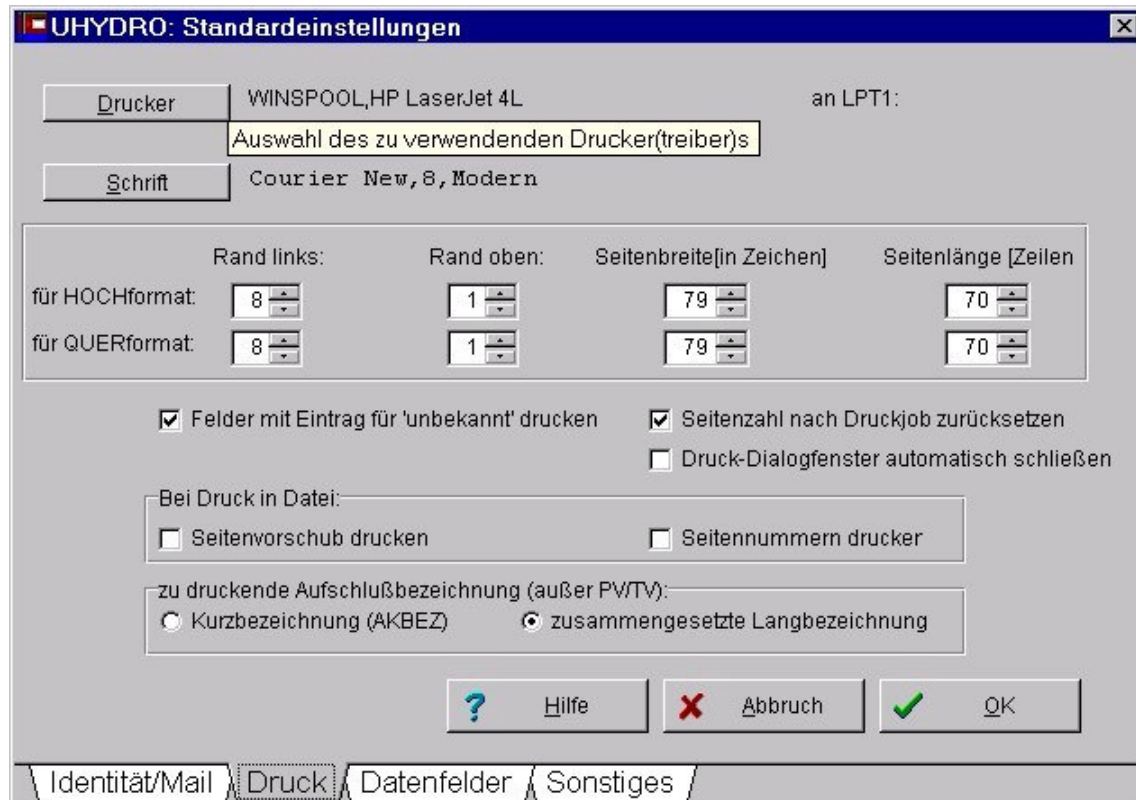 UHYDRO: Standardeinstellungen
Drucker WINSPOOL,HP LaserJet 4L an LPT1:
Auswahl des zu verwendenden Drucker(treiber)s
Schrift Courier New,8,Modern
Rand links: Rand oben: Seitenbreite[in Zeichen] Seitenlänge [Zeilen
für HOCHformat: 8 1 79 70
für QUERformat: 8 1 79 70
Felder mit Eintrag für 'unbekannt' drucken Seitenzahl nach Druckjob zurücksetzen
Druck-Dialogfenster automatisch schließen
Bei Druck in Datei:
Seitenvorschub drucken Seitennummern drucker
zu druckende Aufschlußbezeichnung (außer PV/TV):
Kurzbezeichnung (AKBEZ) zusammengesetzte Langbezeichnung
? Hilfe Abbruch OK
Identität/Mail Druck Datenfelder Sonstiges